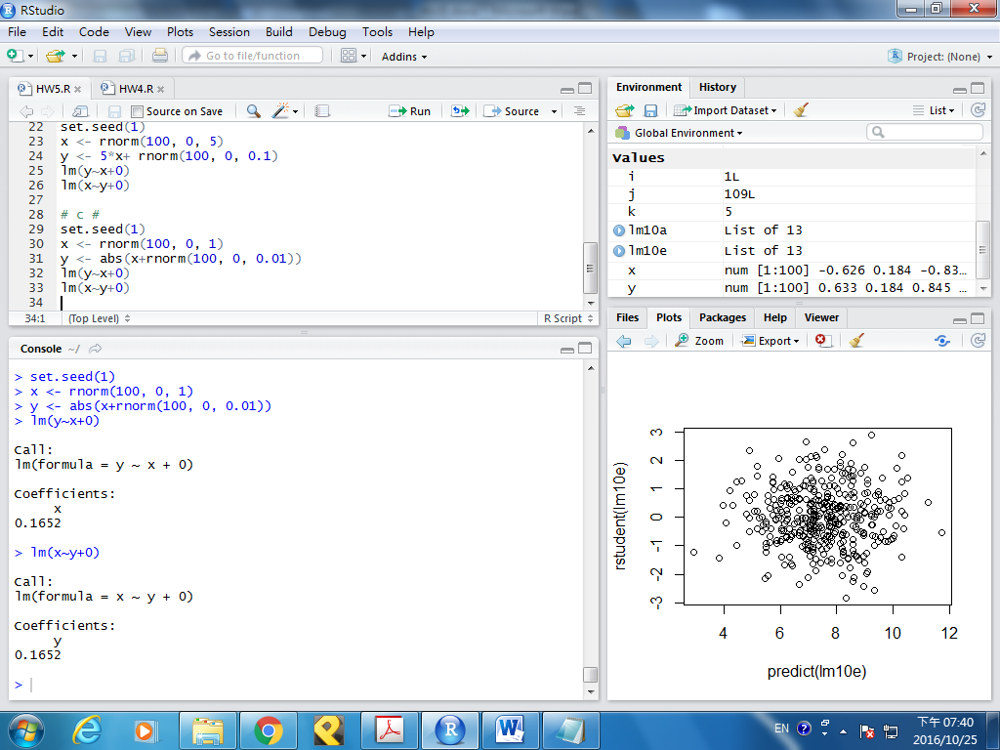 RStudio
File Edit Code View Plots Session Build Debug Tools Help
Go to file/function Addins Project: (None)
HW5.R HW4.R
Source on Save Run Source
22 set.seed(1)
23 x <- rnorm(100, 0, 5)
24 y <- 5*x+ rnorm(100, 0, 0.1)
25 lm(y~x+0)
26 lm(x~y+0)
27
28 # c #
29 set.seed(1)
30 x <- rnorm(100, 0, 1)
31 y <- abs(x+rnorm(100, 0, 0.01))
32 lm(y~x+0)
33 lm(x~y+0)
34
34:1 (Top Level) R Script
Console ~/
> set.seed(1)
> x <- rnorm(100, 0, 1)
> y <- abs(x+rnorm(100, 0, 0.01))
> lm(y~x+0)
Call:
lm(formula = y ~ x + 0)
Coefficients:
x
0.1652
> lm(x~y+0)
Call:
lm(formula = x ~ y + 0)
Coefficients:
y
0.1652
>
Environment History
Import Dataset List
Global Environment
Values
i 1L
j 109L
k 5
lm10a List of 13
lm10e List of 13
x num [1:100] -0.626 0.184 -0.83…
y num [1:100] 0.633 0.184 0.845 …
Files Plots Packages Help Viewer
Zoom Export
rstudent(lm10e)
3
2
1
0
-1
-2
-3
4 6 8 10 12
predict(lm10e)
EN 下午 07:40
2016/10/25